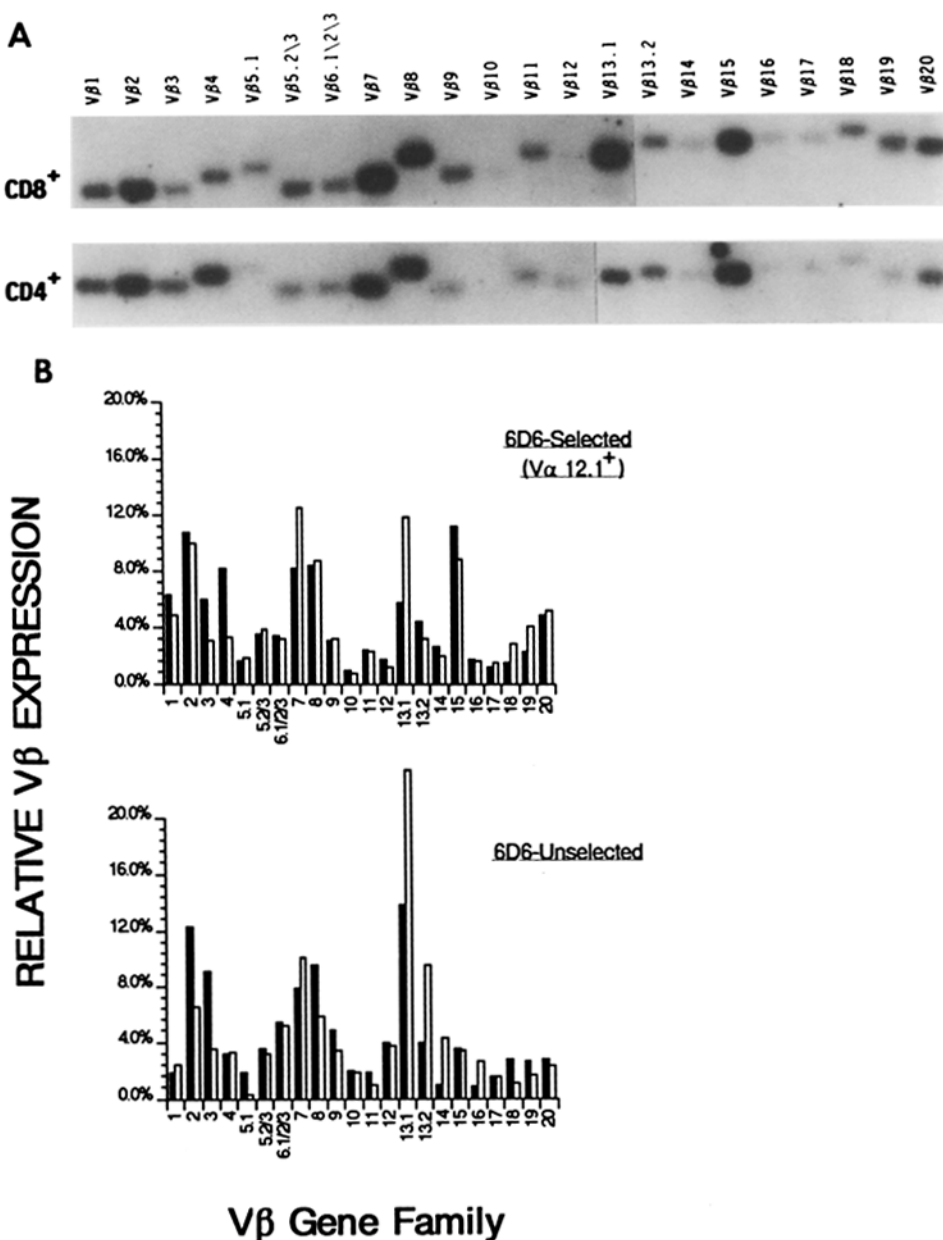 A
Vβ1 Vβ2 Vβ3 Vβ4 Vβ5.1 Vβ5.2\3 Vβ6.1\2\3 Vβ7 Vβ8 Vβ9 Vβ10 Vβ11 Vβ12 Vβ13.1 Vβ13.2 Vβ14 Vβ15 Vβ16 Vβ17 Vβ18 Vβ19 Vβ20
CD8+
CD4+
B
RELATIVE Vβ EXPRESSION
20.0%
16.0%
12.0%
8.0%
4.0%
0.0%
6D6-Selected
(Vα 12.1+)
1 2 3 4 5.1 5.2/3 6.1/2/3 7 8 9 10 11 12 13.1 13.2 14 15 16 17 18 19 20
20.0%
16.0%
12.0%
8.0%
4.0%
0.0%
6D6-Unselected
1 2 3 4 5.1 5.2/3 6.1/2/3 7 8 9 10 11 12 13.1 13.2 14 15 16 17 18 19 20
Vβ Gene Family